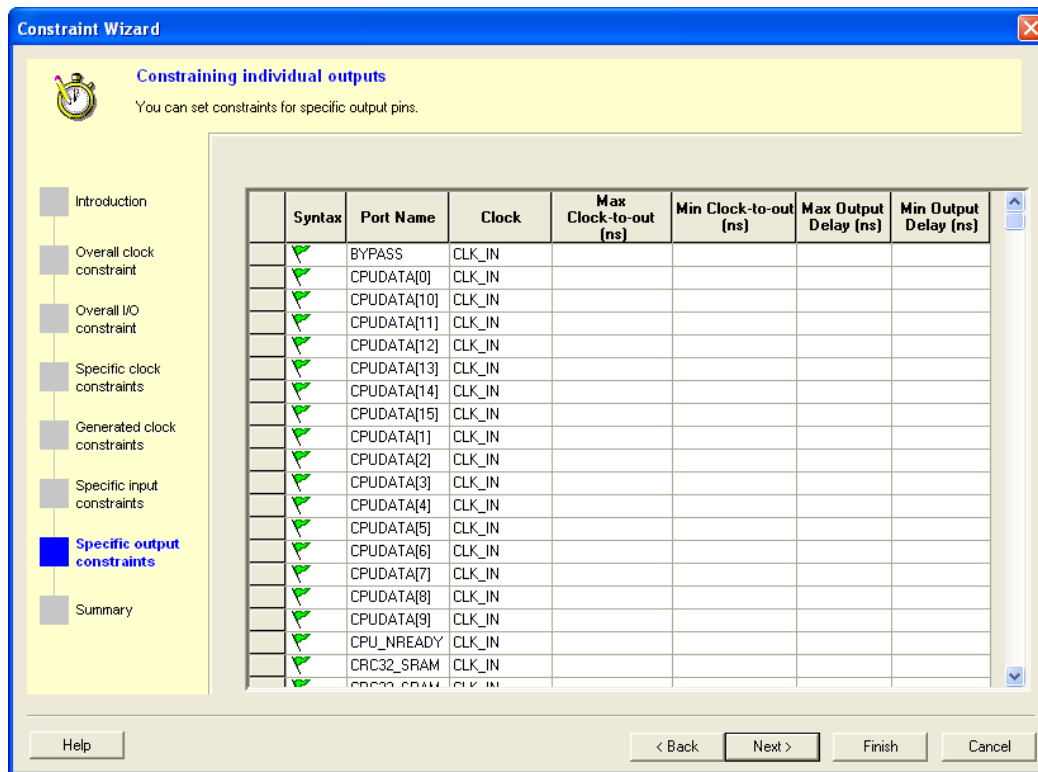 Constraint Wizard
Constraining individual outputs
You can set constraints for specific output pins.
Introduction
Overall clock
constraint
Overall I/O
constraint
Specific clock
constraints
Generated clock
constraints
Specific input
constraints
Specific output
constraints
Summary
Syntax Port Name Clock Max Clock-to-out (ns) Min Clock-to-out (ns) Max Output Delay (ns) Min Output Delay (ns)
BYPASS CLK_IN
CPUDATA[0] CLK_IN
CPUDATA[10] CLK_IN
CPUDATA[11] CLK_IN
CPUDATA[12] CLK_IN
CPUDATA[13] CLK_IN
CPUDATA[14] CLK_IN
CPUDATA[15] CLK_IN
CPUDATA[1] CLK_IN
CPUDATA[2] CLK_IN
CPUDATA[3] CLK_IN
CPUDATA[4] CLK_IN
CPUDATA[5] CLK_IN
CPUDATA[6] CLK_IN
CPUDATA[7] CLK_IN
CPUDATA[8] CLK_IN
CPUDATA[9] CLK_IN
CPU_NREADY CLK_IN
CRC32_SRAM CLK_IN
Help < Back Next > Finish Cancel